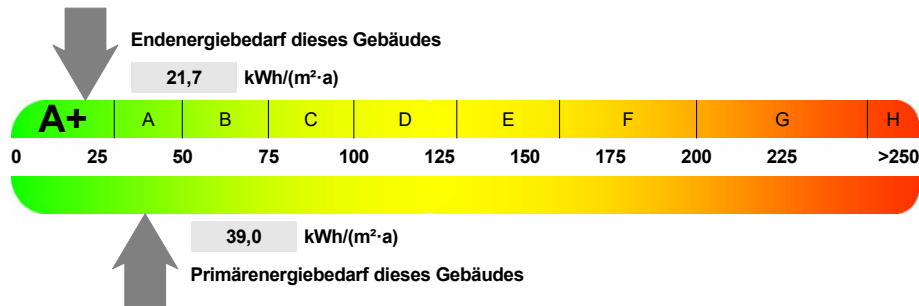 Endenergiebedarf dieses Gebäudes
21,7 kWh/(m²·a)
A+ A B C D E F G H
0 25 50 75 100 125 150 175 200 225 >250
39,0 kWh/(m²·a)
Primärenergiebedarf dieses Gebäudes